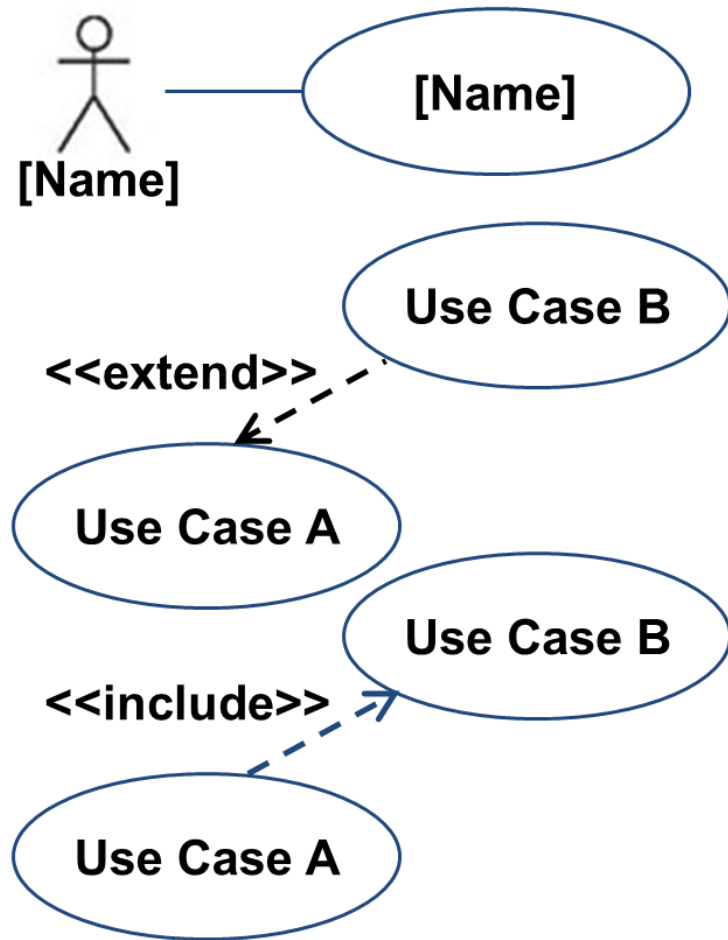 [Name]
[Name]
Use Case B
<<extend>>
Use Case A
Use Case B
<<include>>
Use Case A